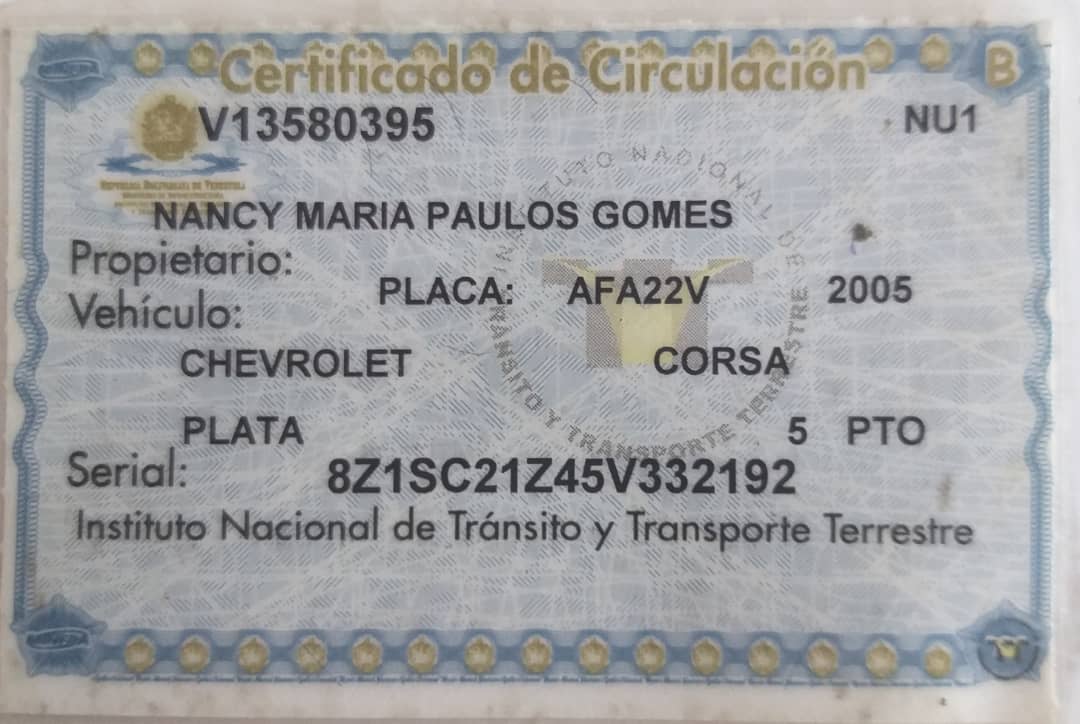 Certificado de Circulación B
V13580395 NU1
REPÚBLICA BOLIVARIANA DE VENEZUELA
NANCY MARIA PAULOS GOMES
Propietario:
PLACA: AFA22V 2005
Vehículo:
CHEVROLET CORSA
PLATA 5 PTO
Serial: 8Z1SC21Z45V332192
Instituto Nacional de Tránsito y Transporte Terrestre
INSTITUTO NACIONAL DE TRANSITO Y TRANSPORTE TERRESTRE